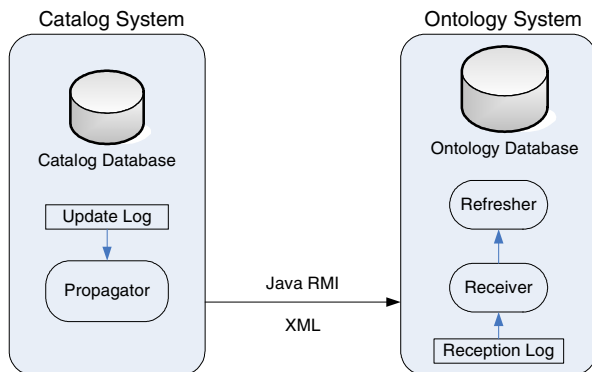 Catalog System
Ontology System
Catalog Database
Ontology Database
Update Log
Refresher
Propagator
Java RMI
Receiver
XML
Reception Log